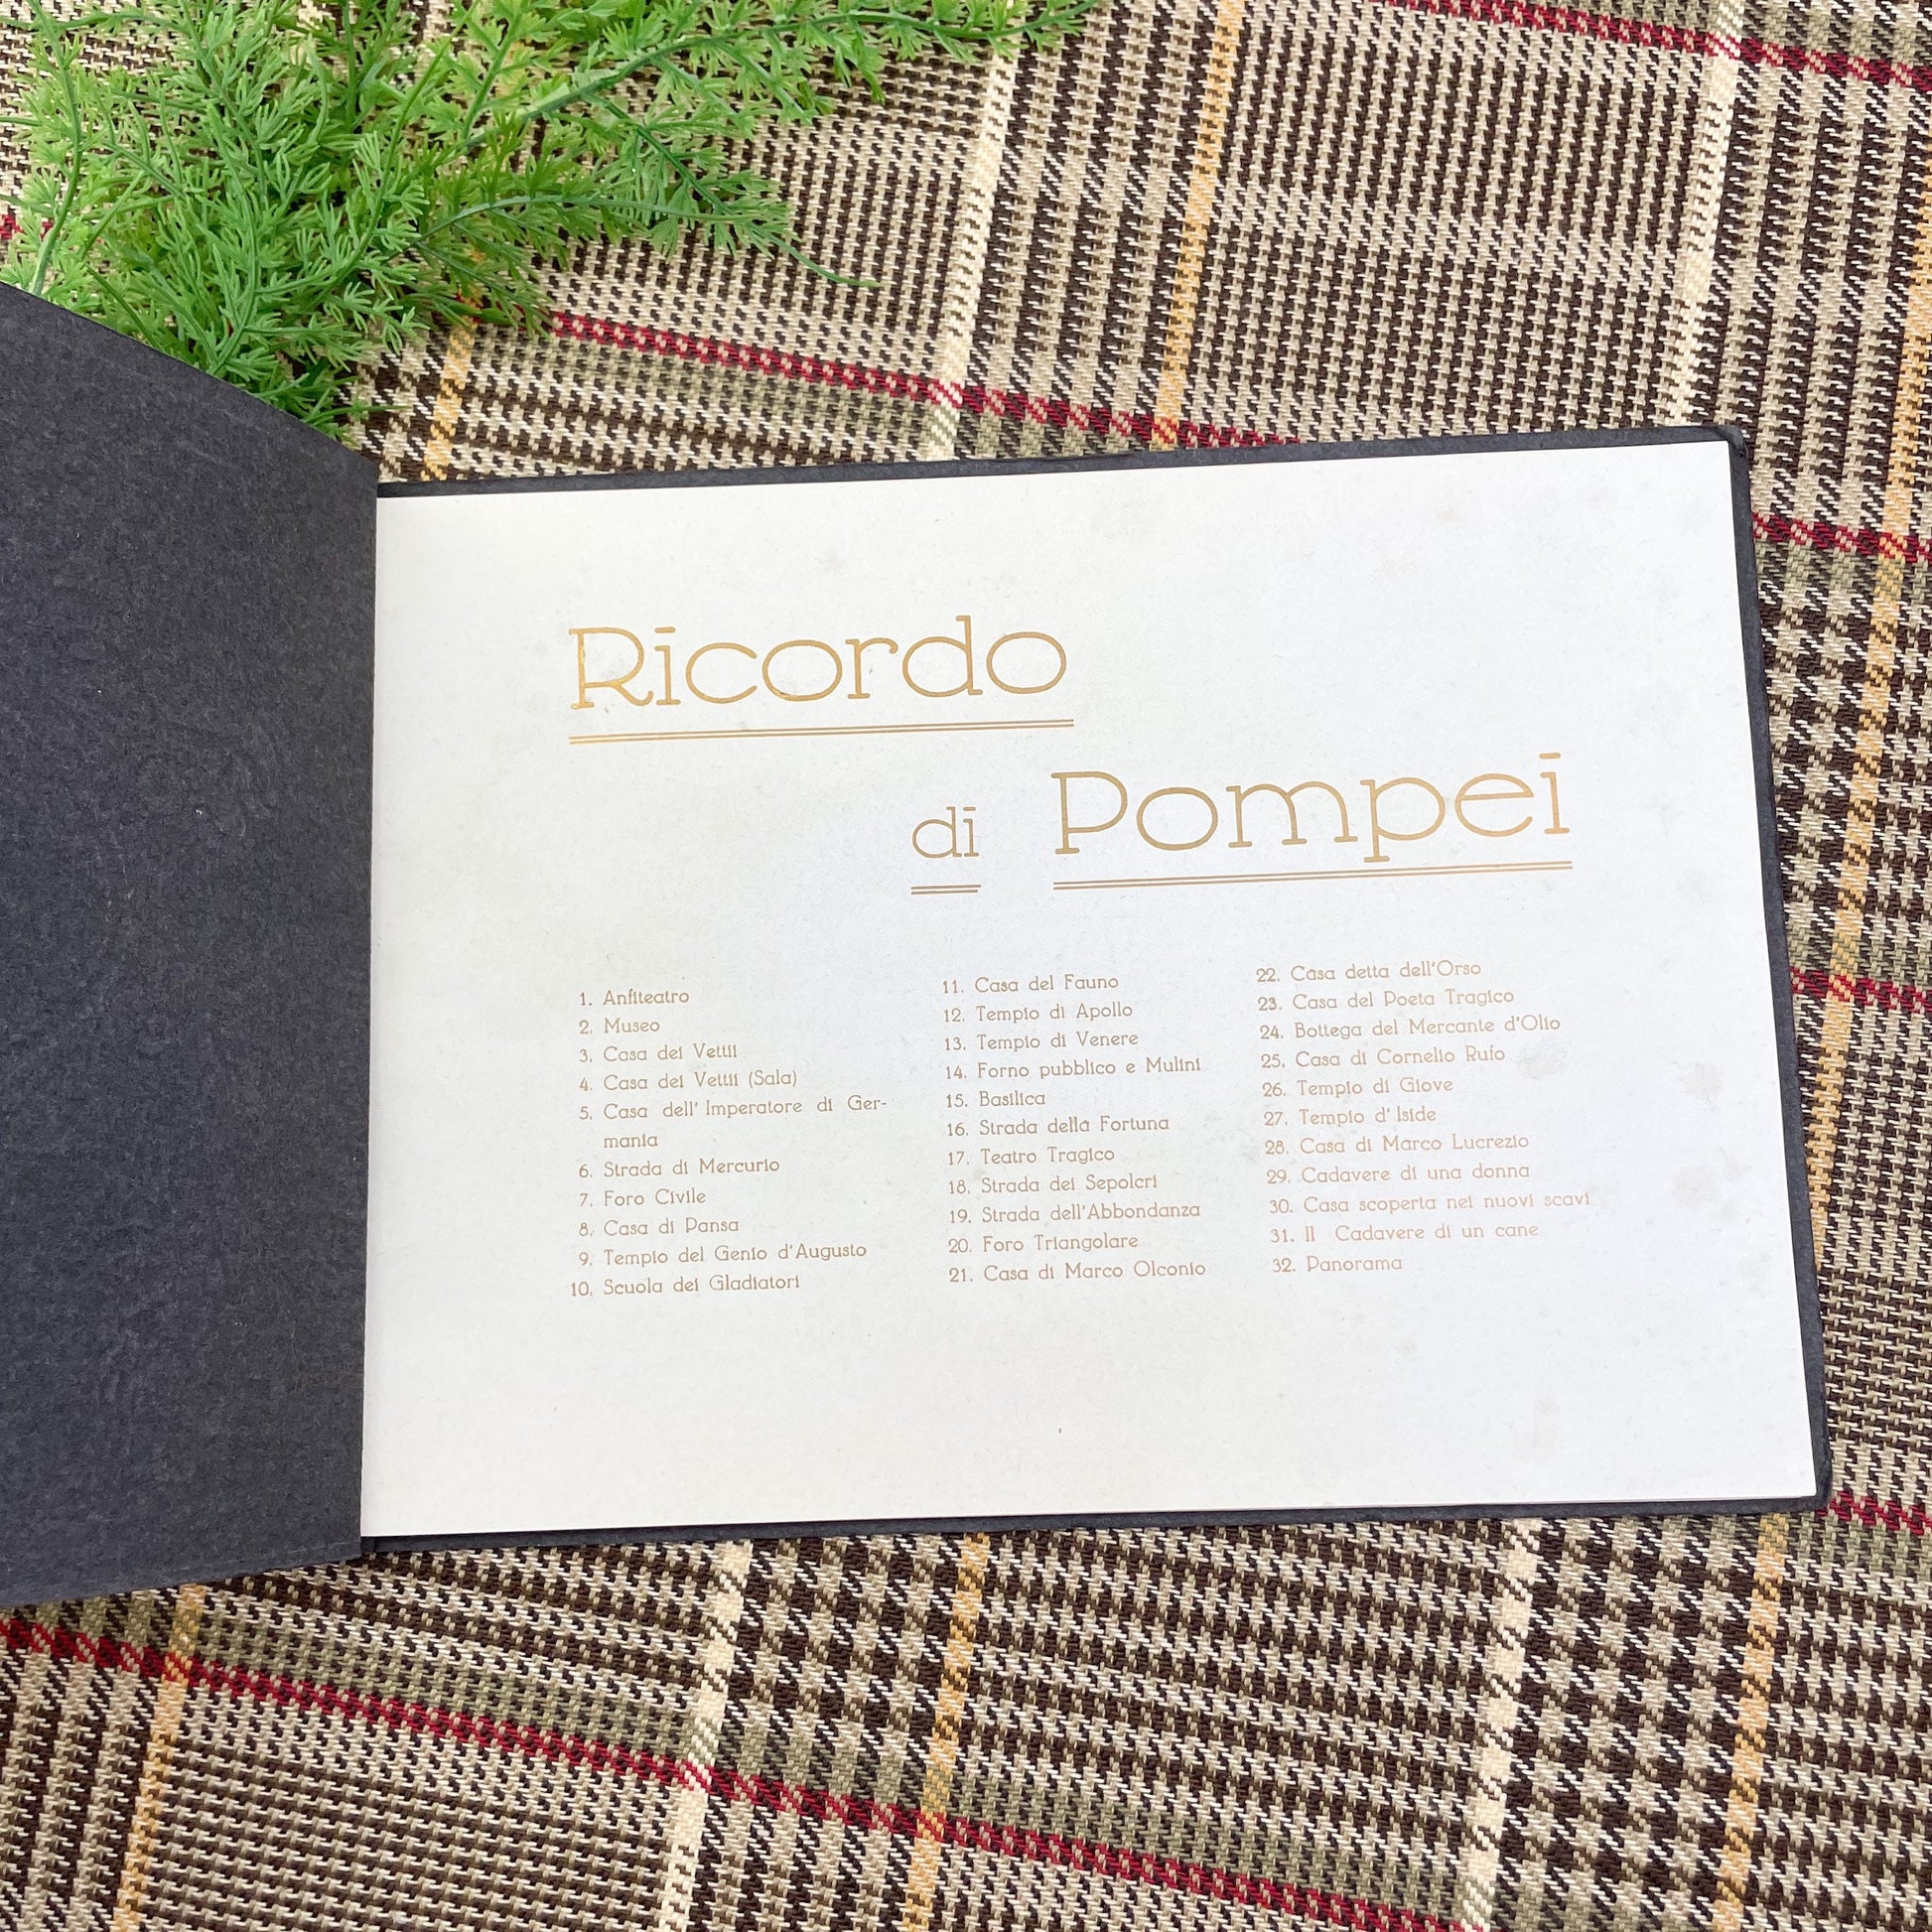 Ricordo
di Pompei
1. Anfiteatro
2. Museo
3. Casa dei Vettii
4. Casa dei Vettii (Sala)
5. Casa dell' Imperatore di Ger-
mania
6. Strada di Mercurio
7. Foro Civile
8. Casa di Pansa
9. Tempio del Genio d'Augusto
10. Scuola dei Gladiatori
11. Casa del Fauno
12. Tempio di Apollo
13. Tempio di Venere
14. Forno pubblico e Mulini
15. Basilica
16. Strada della Fortuna
17. Teatro Tragico
18. Strada dei Sepolcri
19. Strada dell'Abbondanza
20. Foro Triangolare
21. Casa di Marco Olconio
22. Casa detta dell'Orso
23. Casa del Poeta Tragico
24. Bottega del Mercante d'Olio
25. Casa di Cornelio Rufo
26. Tempio di Giove
27. Tempio d' Iside
28. Casa di Marco Lucrezio
29. Cadavere di una donna
30. Casa scoperta nei nuovi scavi
31. Il Cadavere di un cane
32. Panorama